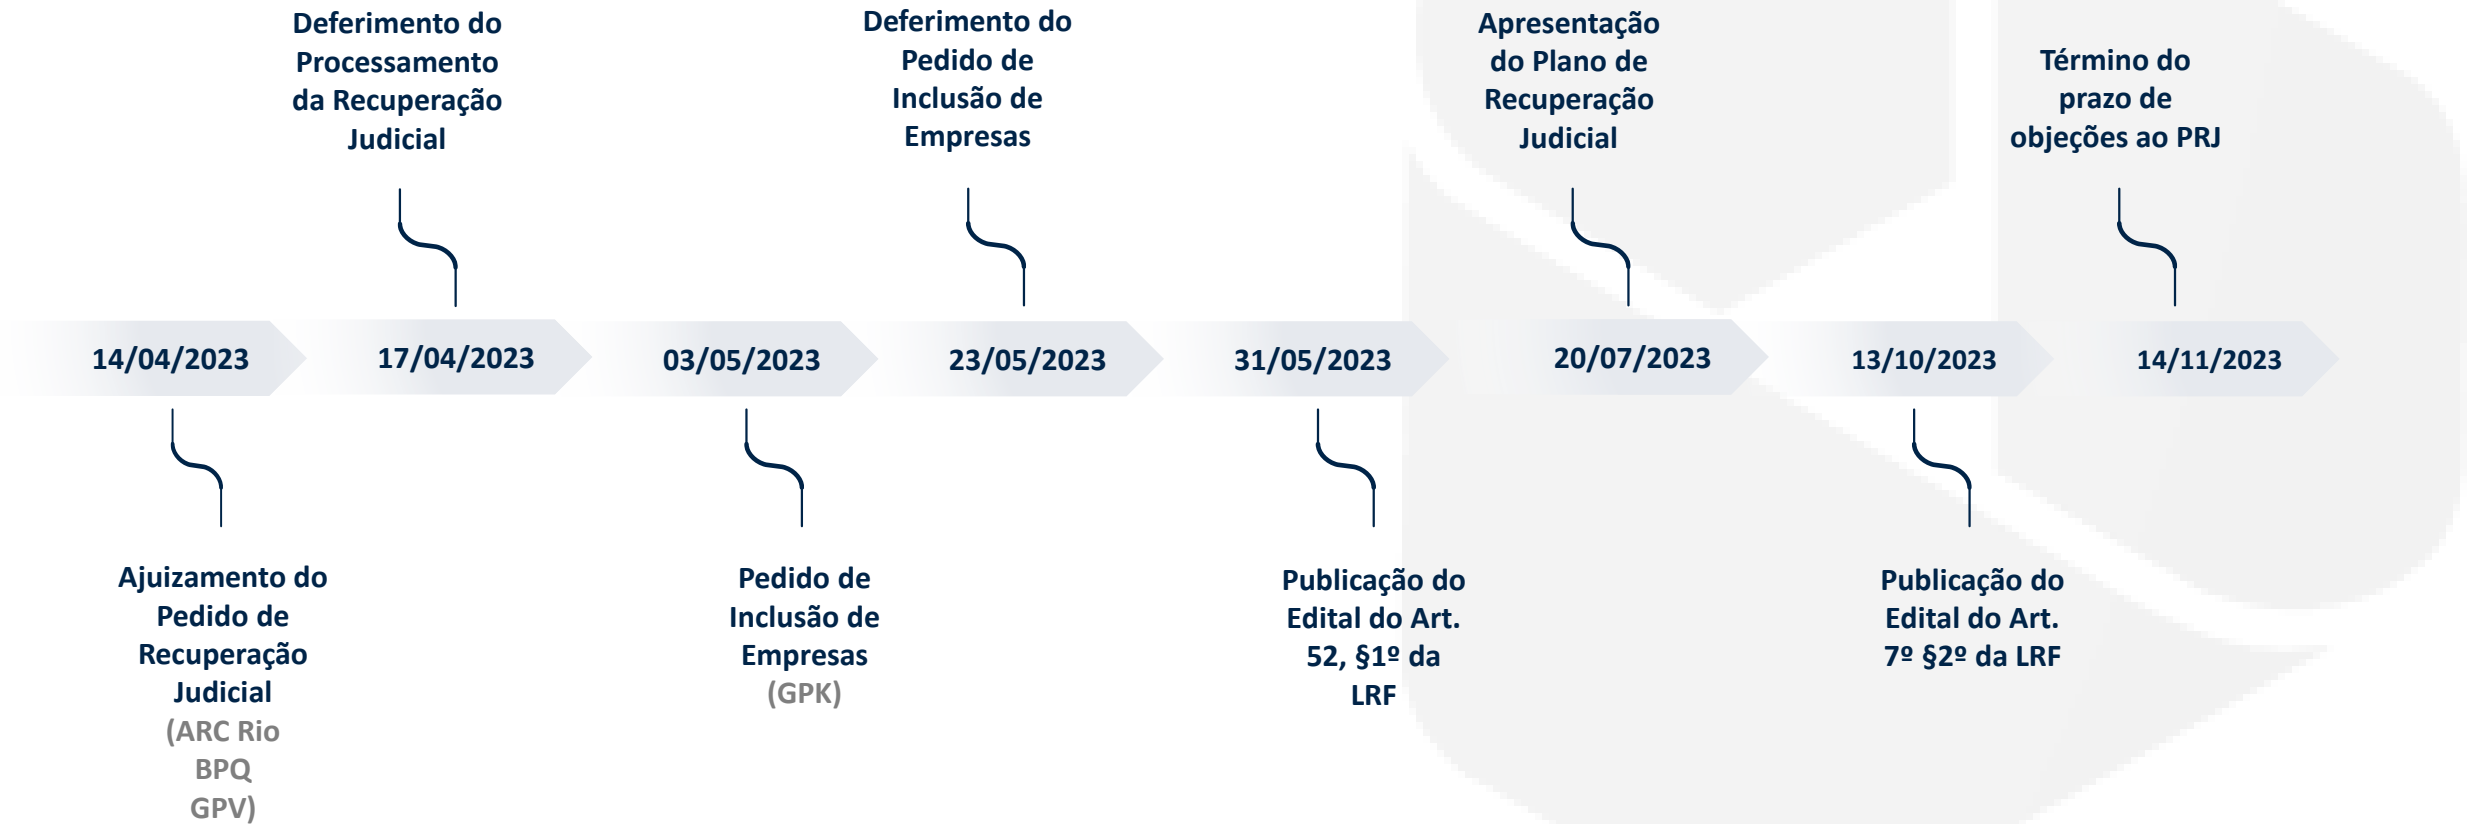 Deferimento do
Processamento
da Recuperação
Judicial
Deferimento do
Pedido de
Inclusão de
Empresas
Apresentação
do Plano de
Recuperação
Judicial
Término do
prazo de
objeções ao PRJ
14/04/2023
17/04/2023
03/05/2023
23/05/2023
31/05/2023
20/07/2023
13/10/2023
14/11/2023
Ajuizamento do
Pedido de
Recuperação
Judicial
(ARC Rio
BPQ
GPV)
Pedido de
Inclusão de
Empresas
(GPK)
Publicação do
Edital do Art.
52, §1º da
LRF
Publicação do
Edital do Art.
7º §2º da LRF